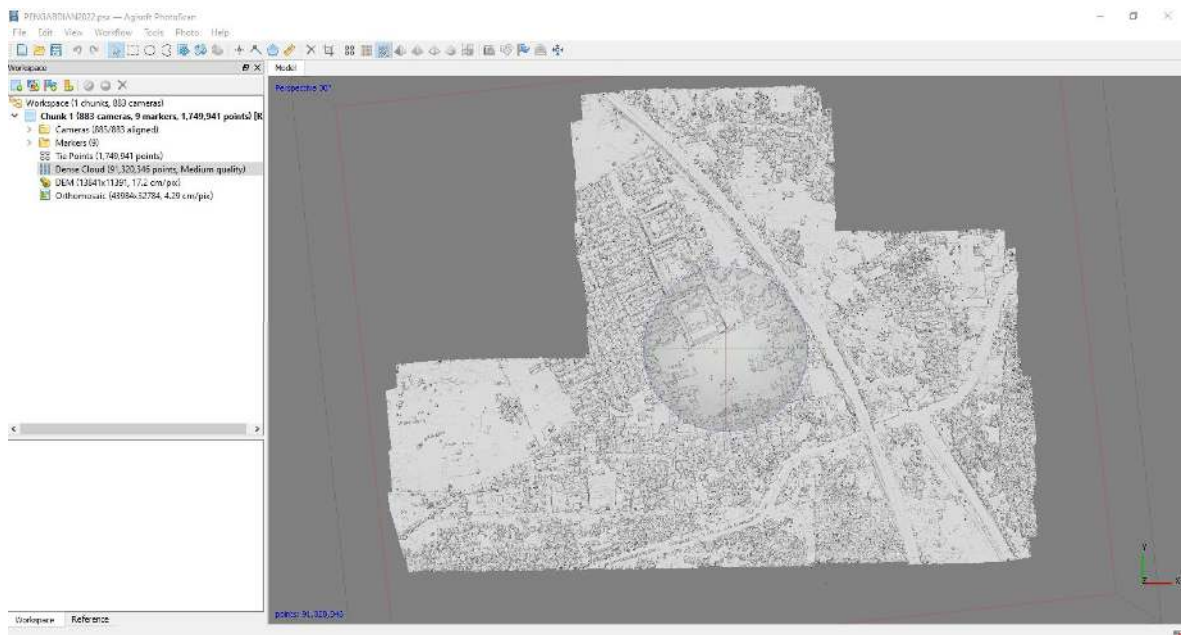 PENGABDIAN2022.psx — Agisoft PhotoScan
File Edit View Workflow Tools Photo Help
Workspace
Model
Perspective 30°
Workspace (1 chunks, 883 cameras)
Chunk 1 (883 cameras, 9 markers, 1,749,941 points) [R
Cameras (883/883 aligned)
Markers (9)
Tie Points (1,749,941 points)
Dense Cloud (91,320,346 points, Medium quality)
DEM (13641x11391, 17.2 cm/pix)
Orthomosaic (43984x32784, 4.29 cm/pix)
Y
Z X
points:
Workspace Reference